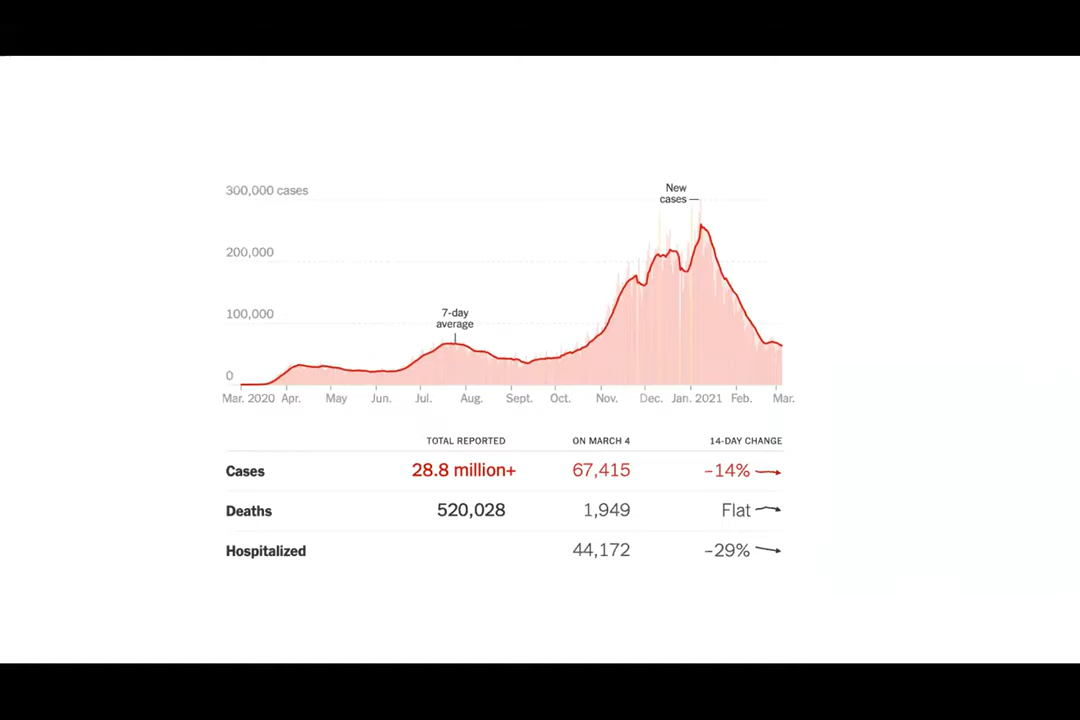 300,000 cases
New
cases
200,000
100,000
7-day
average
0
Mar. 2020 Apr. May Jun. Jul. Aug. Sept. Oct. Nov. Dec. Jan. 2021 Feb. Mar.
TOTAL REPORTED ON MARCH 4 14-DAY CHANGE
Cases 28.8 million+ 67,415 –14%
Deaths 520,028 1,949 Flat
Hospitalized 44,172 –29%